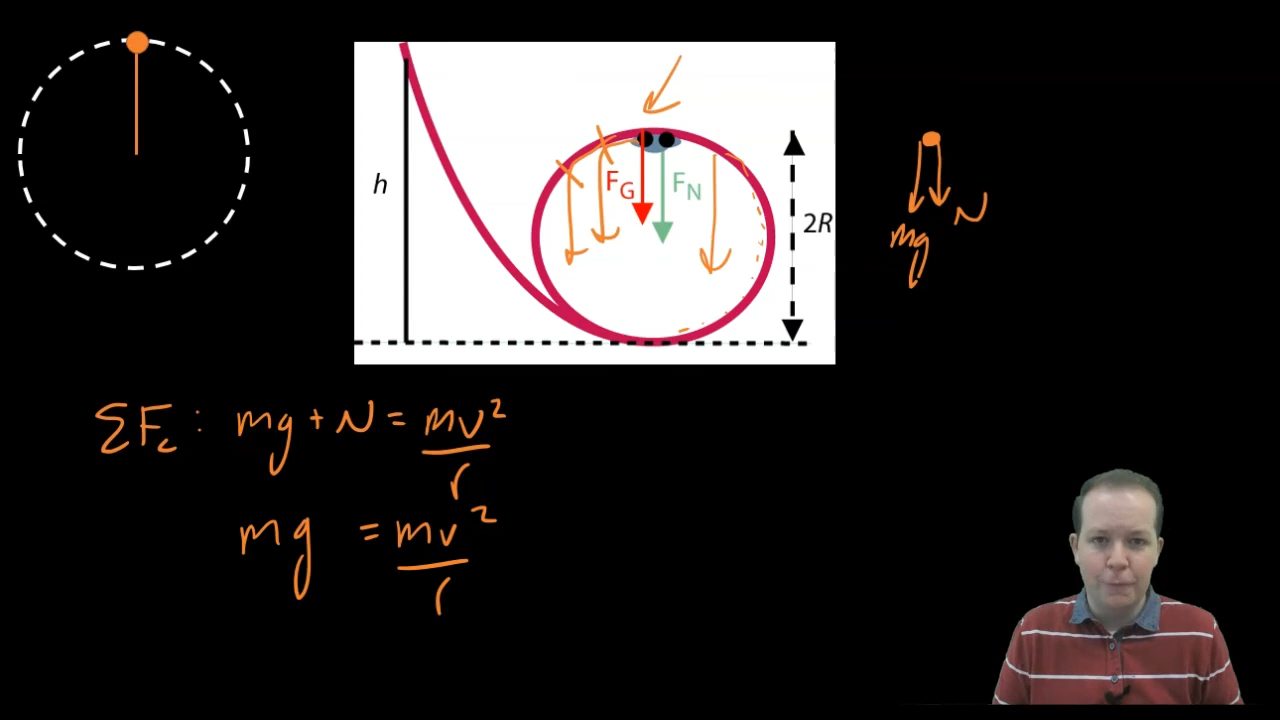 h
F_G
F_N
2R
mg
N
ΣF_c : mg + N = mv²/r
mg = mv²/r